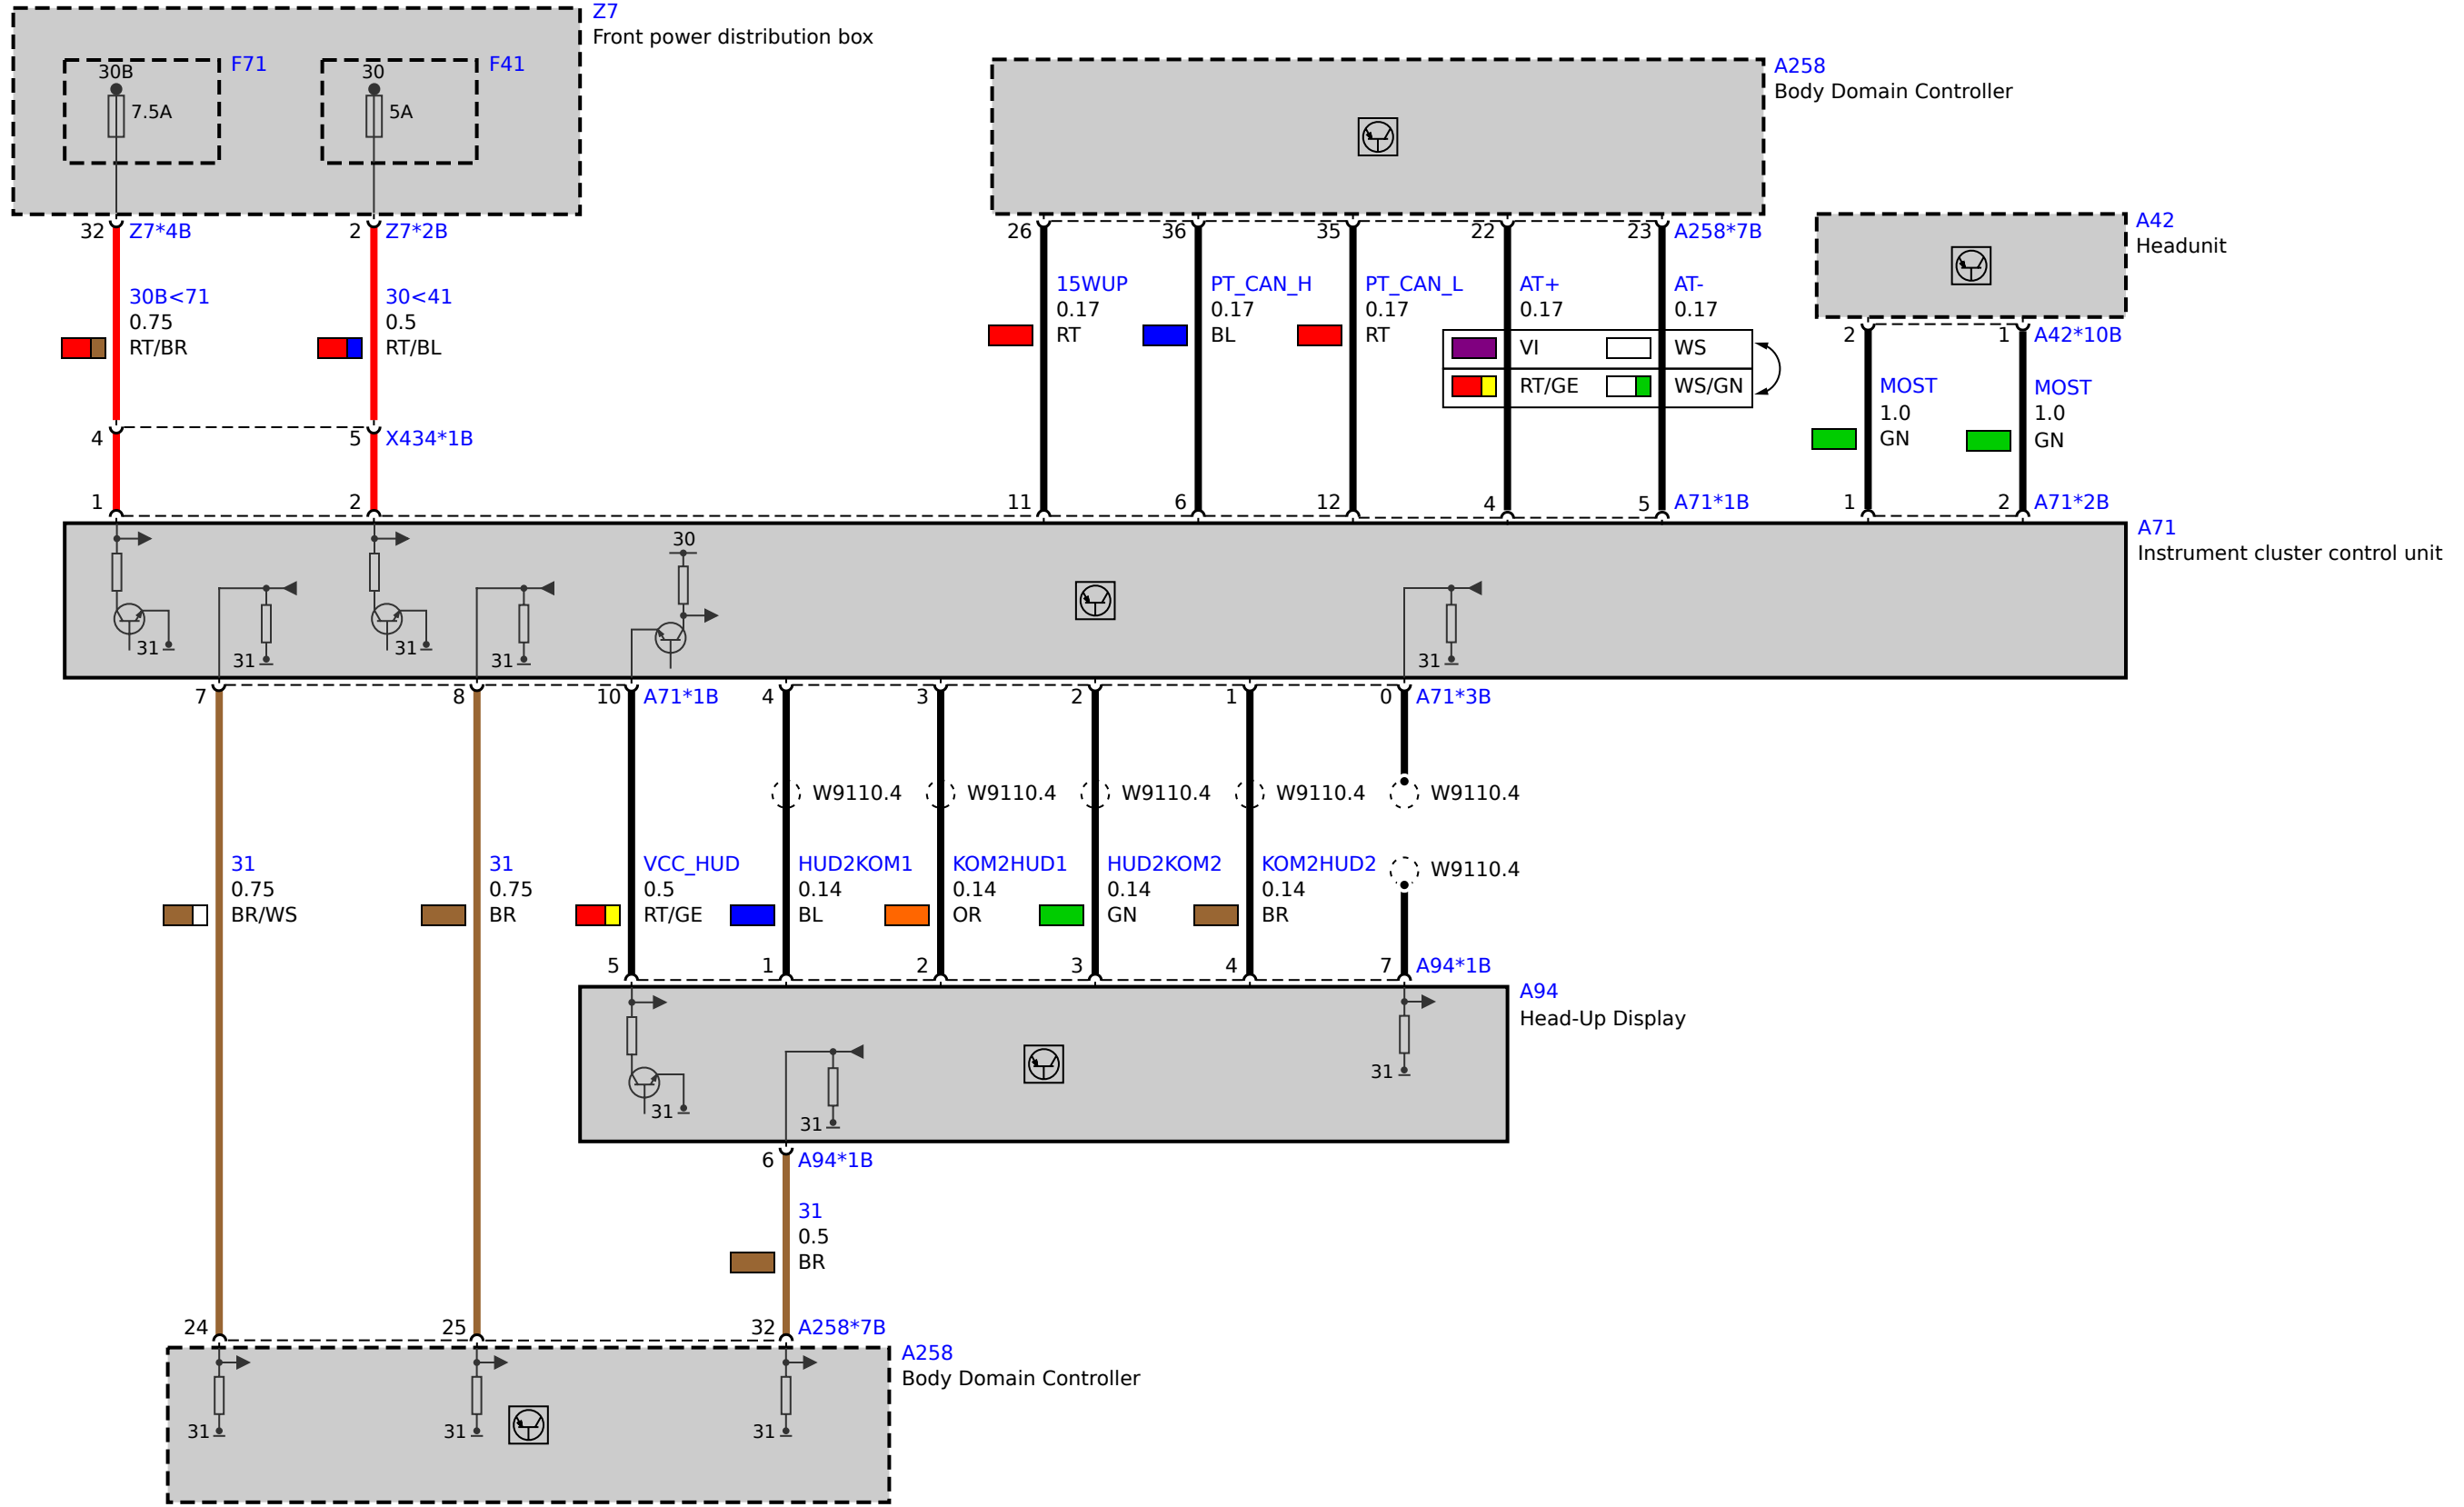 Z7
Front power distribution box
F71
F41
30B
30
7.5A
5A
A258
Body Domain Controller
A42
Headunit
32 Z7*4B
2 Z7*2B
26 36 35 22 23 A258*7B
2 1 A42*10B
30B<71
0.75
RT/BR
30<41
0.5
RT/BL
15WUP
0.17
RT
PT_CAN_H
0.17
BL
PT_CAN_L
0.17
RT
AT+
0.17
VI
RT/GE
AT-
0.17
WS
WS/GN
MOST
1.0
GN
MOST
1.0
GN
4 5 X434*1B
1 2 11 6 12 4 5 A71*1B
1 2 A71*2B
A71
Instrument cluster control unit
30
31 31 31 31 31
7 8 10 A71*1B
4 3 2 1 0 A71*3B
W9110.4 W9110.4 W9110.4 W9110.4 W9110.4
W9110.4
31
0.75
BR/WS
31
0.75
BR
VCC_HUD
0.5
RT/GE
HUD2KOM1
0.14
BL
KOM2HUD1
0.14
OR
HUD2KOM2
0.14
GN
KOM2HUD2
0.14
BR
5 1 2 3 4 7 A94*1B
A94
Head-Up Display
31
31
31
6 A94*1B
31
0.5
BR
24 25 32 A258*7B
A258
Body Domain Controller
31 31 31